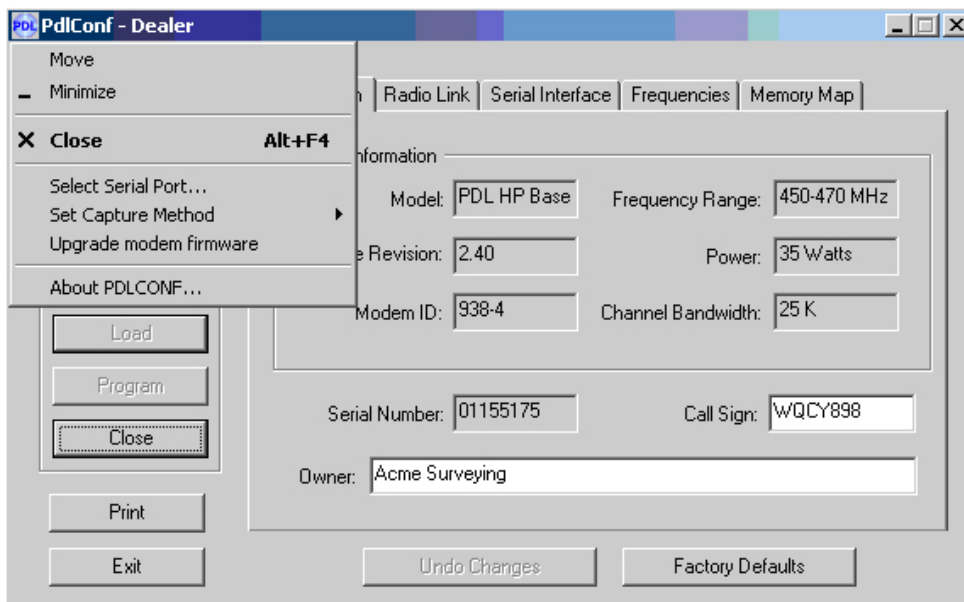 PDL PdlConf - Dealer
Move
Minimize
Close Alt+F4
Select Serial Port...
Set Capture Method
Upgrade modem firmware
About PDLCONF...
Load
Program
Close
Print
Exit
Radio Link Serial Interface Frequencies Memory Map
Model: PDL HP Base Frequency Range: 450-470 MHz
Revision: 2.40 Power: 35 Watts
Modem ID: 938-4 Channel Bandwidth: 25 K
Serial Number: 01155175 Call Sign: WQCY898
Owner: Acme Surveying
Undo Changes Factory Defaults